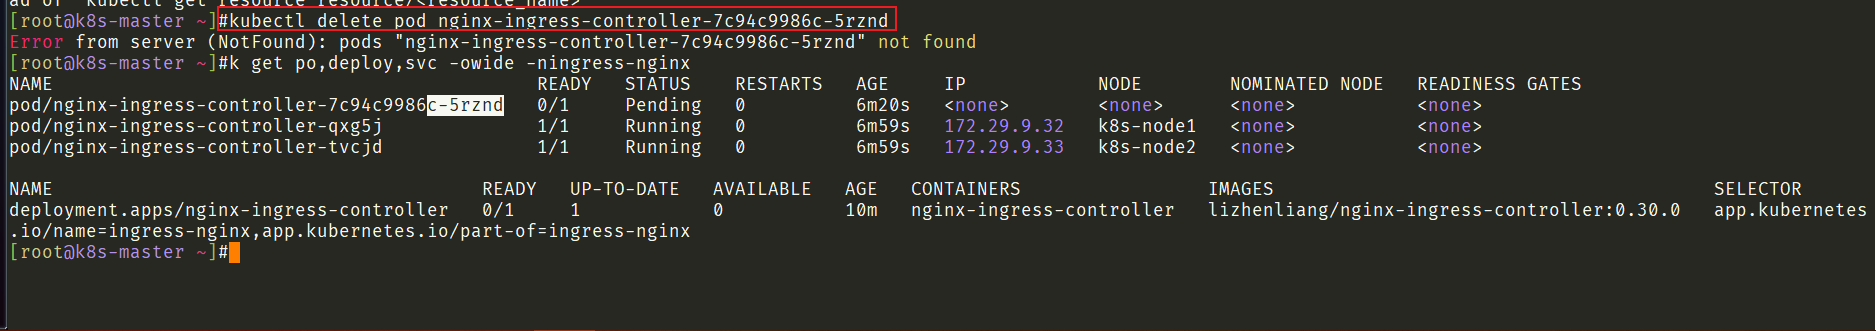 ad of "kubectl get resource resource/<resource_name>"
[root@k8s-master ~]#kubectl delete pod nginx-ingress-controller-7c94c9986c-5rznd
Error from server (NotFound): pods "nginx-ingress-controller-7c94c9986c-5rznd" not found
[root@k8s-master ~]#k get po,deploy,svc -owide -ningress-nginx
NAME READY STATUS RESTARTS AGE IP NODE NOMINATED NODE READINESS GATES
pod/nginx-ingress-controller-7c94c9986c-5rznd 0/1 Pending 0 6m20s <none> <none> <none> <none>
pod/nginx-ingress-controller-qxg5j 1/1 Running 0 6m59s 172.29.9.32 k8s-node1 <none> <none>
pod/nginx-ingress-controller-tvcjd 1/1 Running 0 6m59s 172.29.9.33 k8s-node2 <none> <none>
NAME READY UP-TO-DATE AVAILABLE AGE CONTAINERS IMAGES SELECTOR
deployment.apps/nginx-ingress-controller 0/1 1 0 10m nginx-ingress-controller lizhenliang/nginx-ingress-controller:0.30.0 app.kubernetes
.io/name=ingress-nginx,app.kubernetes.io/part-of=ingress-nginx
[root@k8s-master ~]#